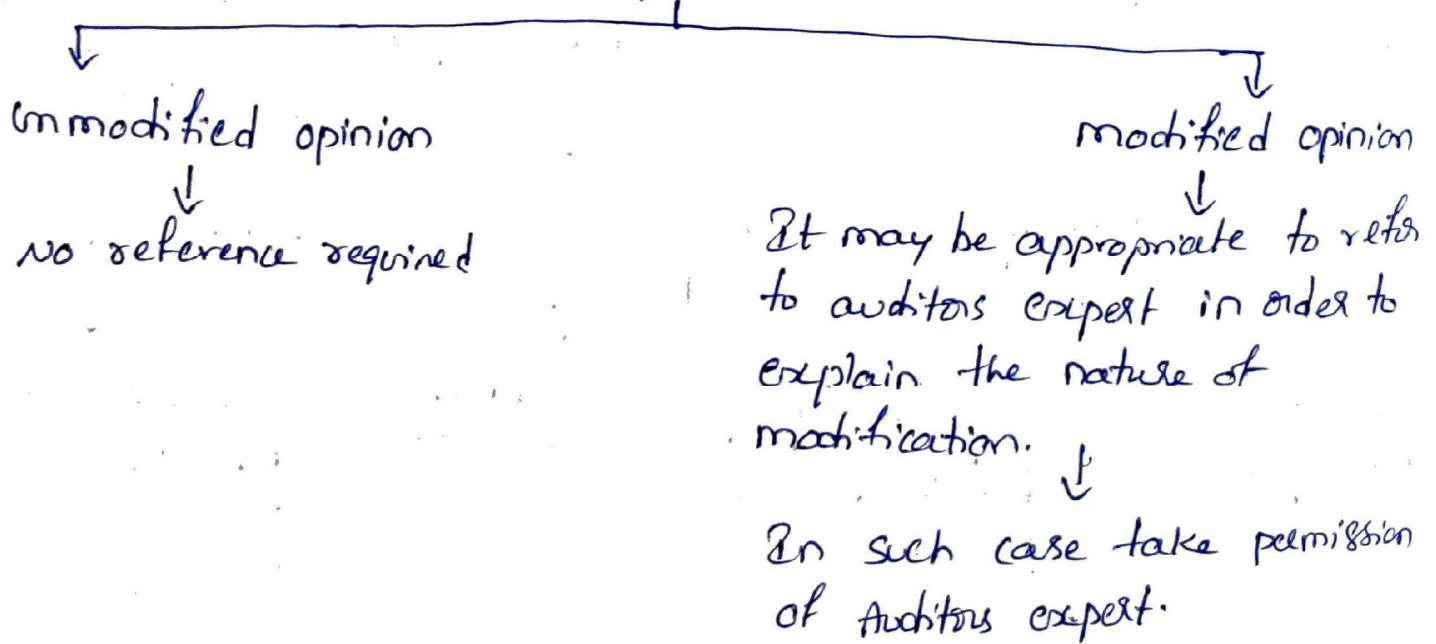 unmodified opinion
↓
No reference required
modified opinion
↓
It may be appropriate to refer
to auditors expert in order to
explain the nature of
modification.
↓
In such case take permission
of Auditors expert.